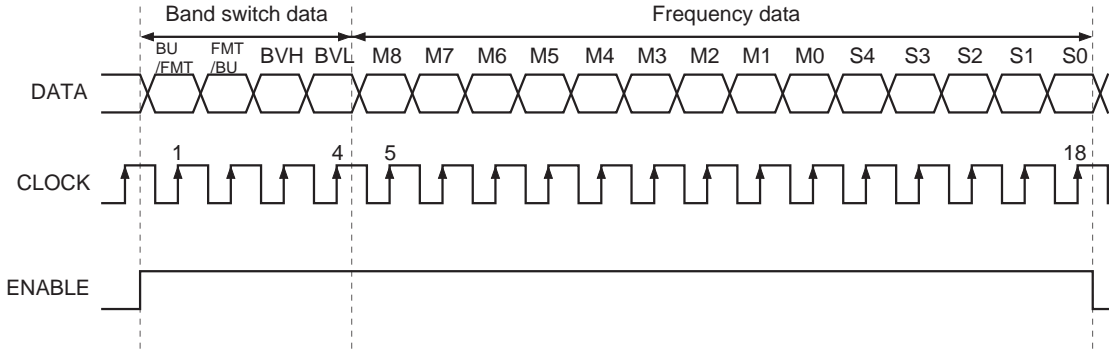 Band switch data Frequency data
BU /FMT FMT /BU BVH BVL M8 M7 M6 M5 M4 M3 M2 M1 M0 S4 S3 S2 S1 S0
DATA
1 4 5 18
CLOCK
ENABLE